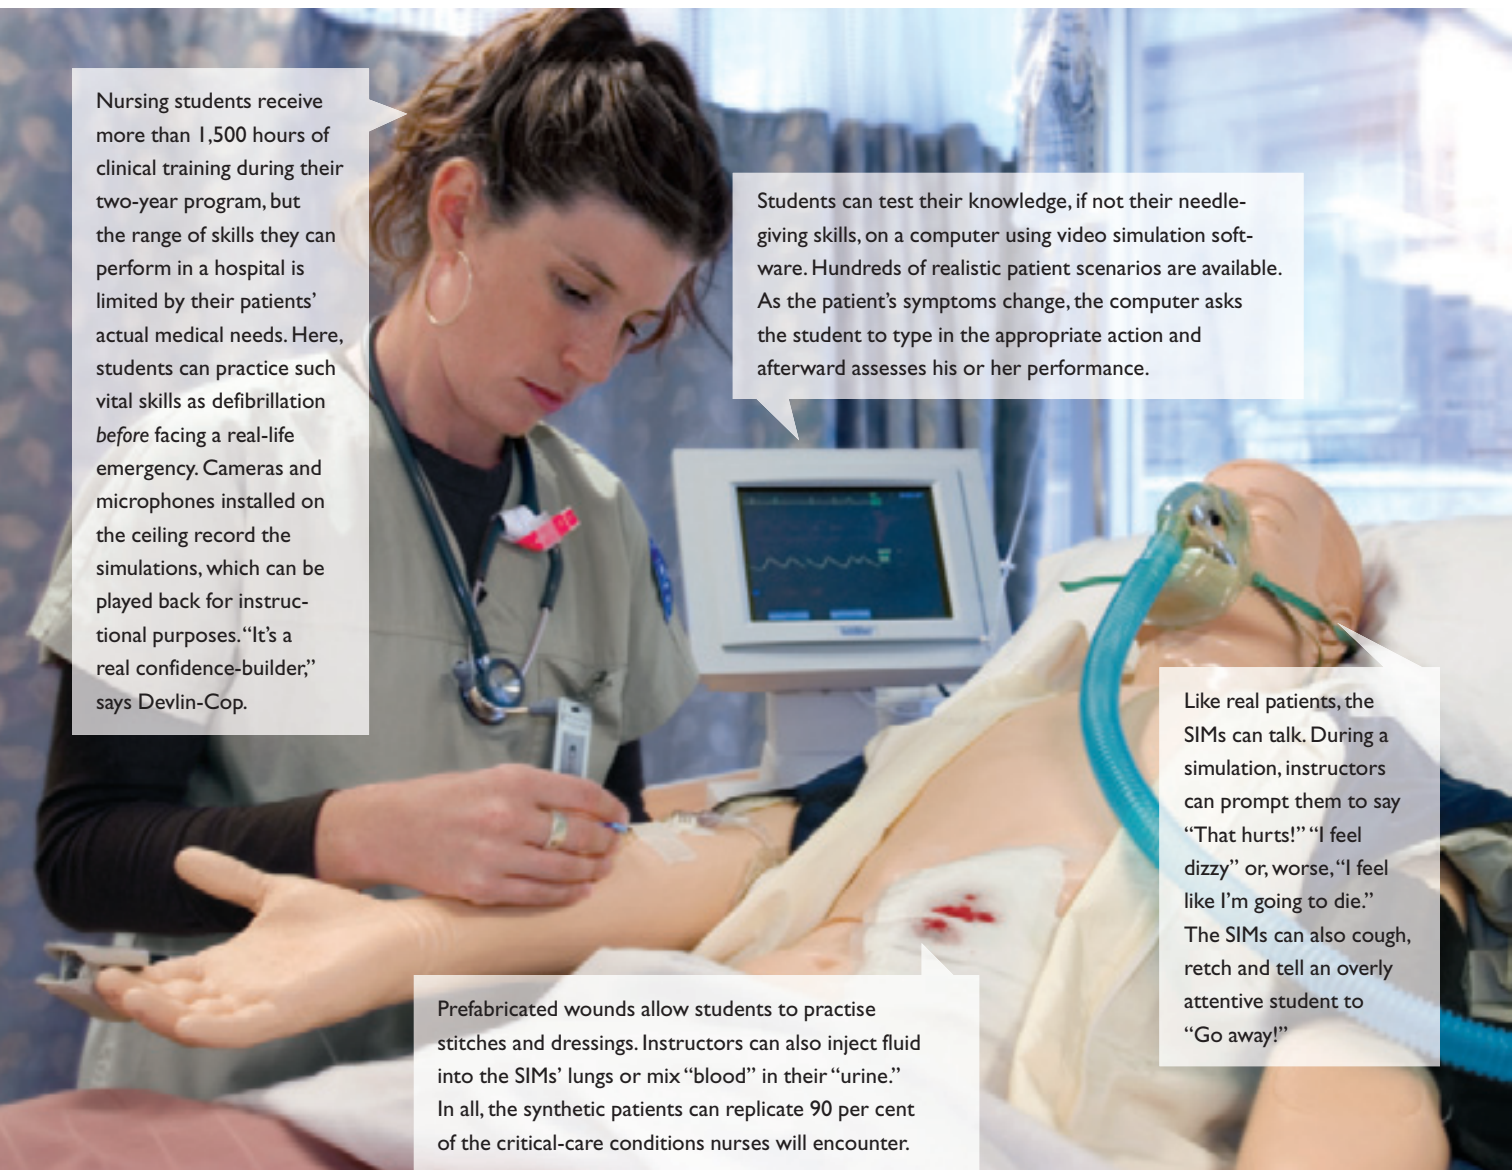 Nursing students receive
more than 1,500 hours of
clinical training during their
two-year program, but
the range of skills they can
perform in a hospital is
limited by their patients’
actual medical needs. Here,
students can practice such
vital skills as defibrillation
before facing a real-life
emergency. Cameras and
microphones installed on
the ceiling record the
simulations, which can be
played back for instruc-
tional purposes. “It’s a
real confidence-builder,”
says Devlin-Cop.
Students can test their knowledge, if not their needle-
giving skills, on a computer using video simulation soft-
ware. Hundreds of realistic patient scenarios are available.
As the patient’s symptoms change, the computer asks
the student to type in the appropriate action and
afterward assesses his or her performance.
Like real patients, the
SIMs can talk. During a
simulation, instructors
can prompt them to say
“That hurts!” “I feel
dizzy” or, worse, “I feel
like I’m going to die.”
The SIMs can also cough,
retch and tell an overly
attentive student to
“Go away!”
Prefabricated wounds allow students to practise
stitches and dressings. Instructors can also inject fluid
into the SIMs’ lungs or mix “blood” in their “urine.”
In all, the synthetic patients can replicate 90 per cent
of the critical-care conditions nurses will encounter.